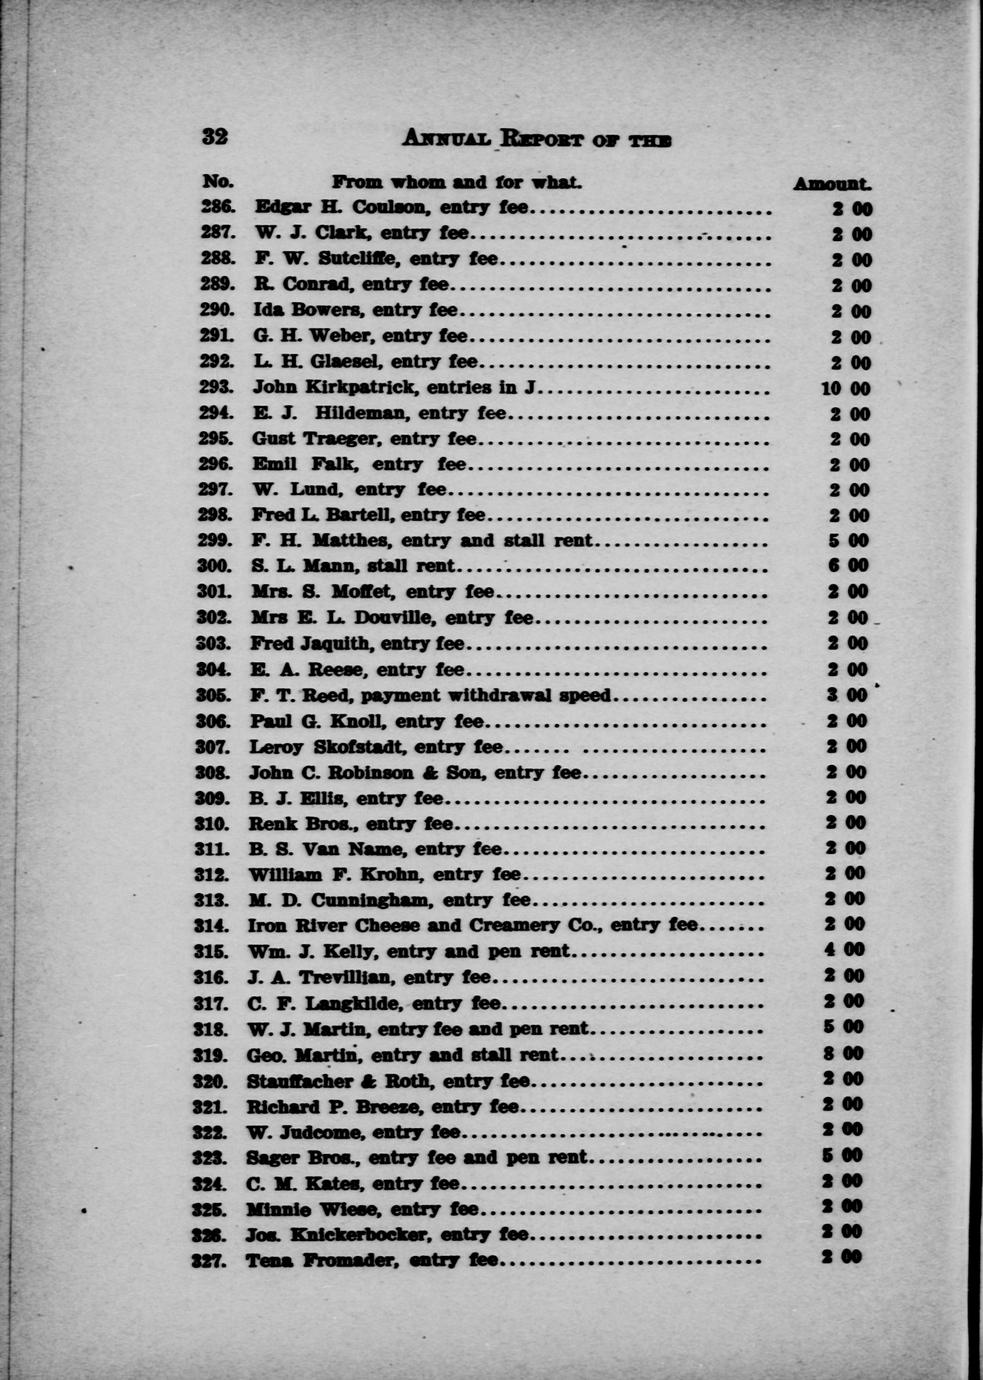 32 ANNUAL REPORT OF THE
No. From whom and for what. Amount.
286. Edgar H. Coulson, entry fee.......................... 2 00
287. W. J. Clark, entry fee............................... 2 00
288. F. W. Sutcliffe, entry fee............................ 2 00
289. R. Conrad, entry fee................................. 2 00
290. Ida Bowers, entry fee................................ 2 00
291. G. H. Weber, entry fee............................... 2 00
292. L. H. Glaesel, entry fee.............................. 2 00
293. John Kirkpatrick, entries in J........................ 10 00
294. E. J. Hildeman, entry fee........................... 2 00
295. Gust Traeger, entry fee.............................. 2 00
296. Emil Falk, entry fee............................... 2 00
297. W. Lund, entry fee................................. 2 00
298. Fred L. Bartell, entry fee............................. 2 00
299. F. H. Matthes, entry and stall rent.................. 5 00
300. S. L. Mann, stall rent................................ 6 00
301. Mrs. S. Moffet, entry fee............................ 2 00
302. Mrs E. L. Douville, entry fee........................ 2 00
303. Fred Jaquith, entry fee............................... 2 00
304. E. A. Reese, entry fee............................... 2 00
305. F. T. Reed, payment withdrawal speed................ 3 00
306. Paul G. Knoll, entry fee............................. 2 00
307. Leroy Skofstadt, entry fee....... ................... 2 00
308. John C. Robinson & Son, entry fee................... 2 00
309. B. J. Ellis, entry fee................................. 2 00
310. Renk Bros., entry fee................................ 2 00
311. B. S. Van Name, entry fee........................... 2 00
312. William F. Krohn, entry fee......................... 2 00
313. M. D. Cunningham, entry fee........................ 2 00
314. Iron River Cheese and Creamery Co., entry fee....... 2 00
315. Wm. J. Kelly, entry and pen rent.................... 4 00
316. J. A. Trevillian, entry fee............................ 2 00
317. C. F. Langkilde, entry fee........................... 2 00
318. W. J. Martin, entry fee and pen rent.................. 5 00
319. Geo. Martin, entry and stall rent..................... 8 00
320. Stauffacher & Roth, entry fee........................ 2 00
321. Richard P. Breeze, entry fee......................... 2 00
322. W. Judcome, entry fee............................... 2 00
323. Sager Bros., entry fee and pen rent.................. 5 00
324. C. M. Kates, entry fee............................... 2 00
325. Minnie Wiese, entry fee............................. 2 00
326. Jos. Knickerbocker, entry fee........................ 2 00
327. Tena Fromader, entry fee........................... 2 00